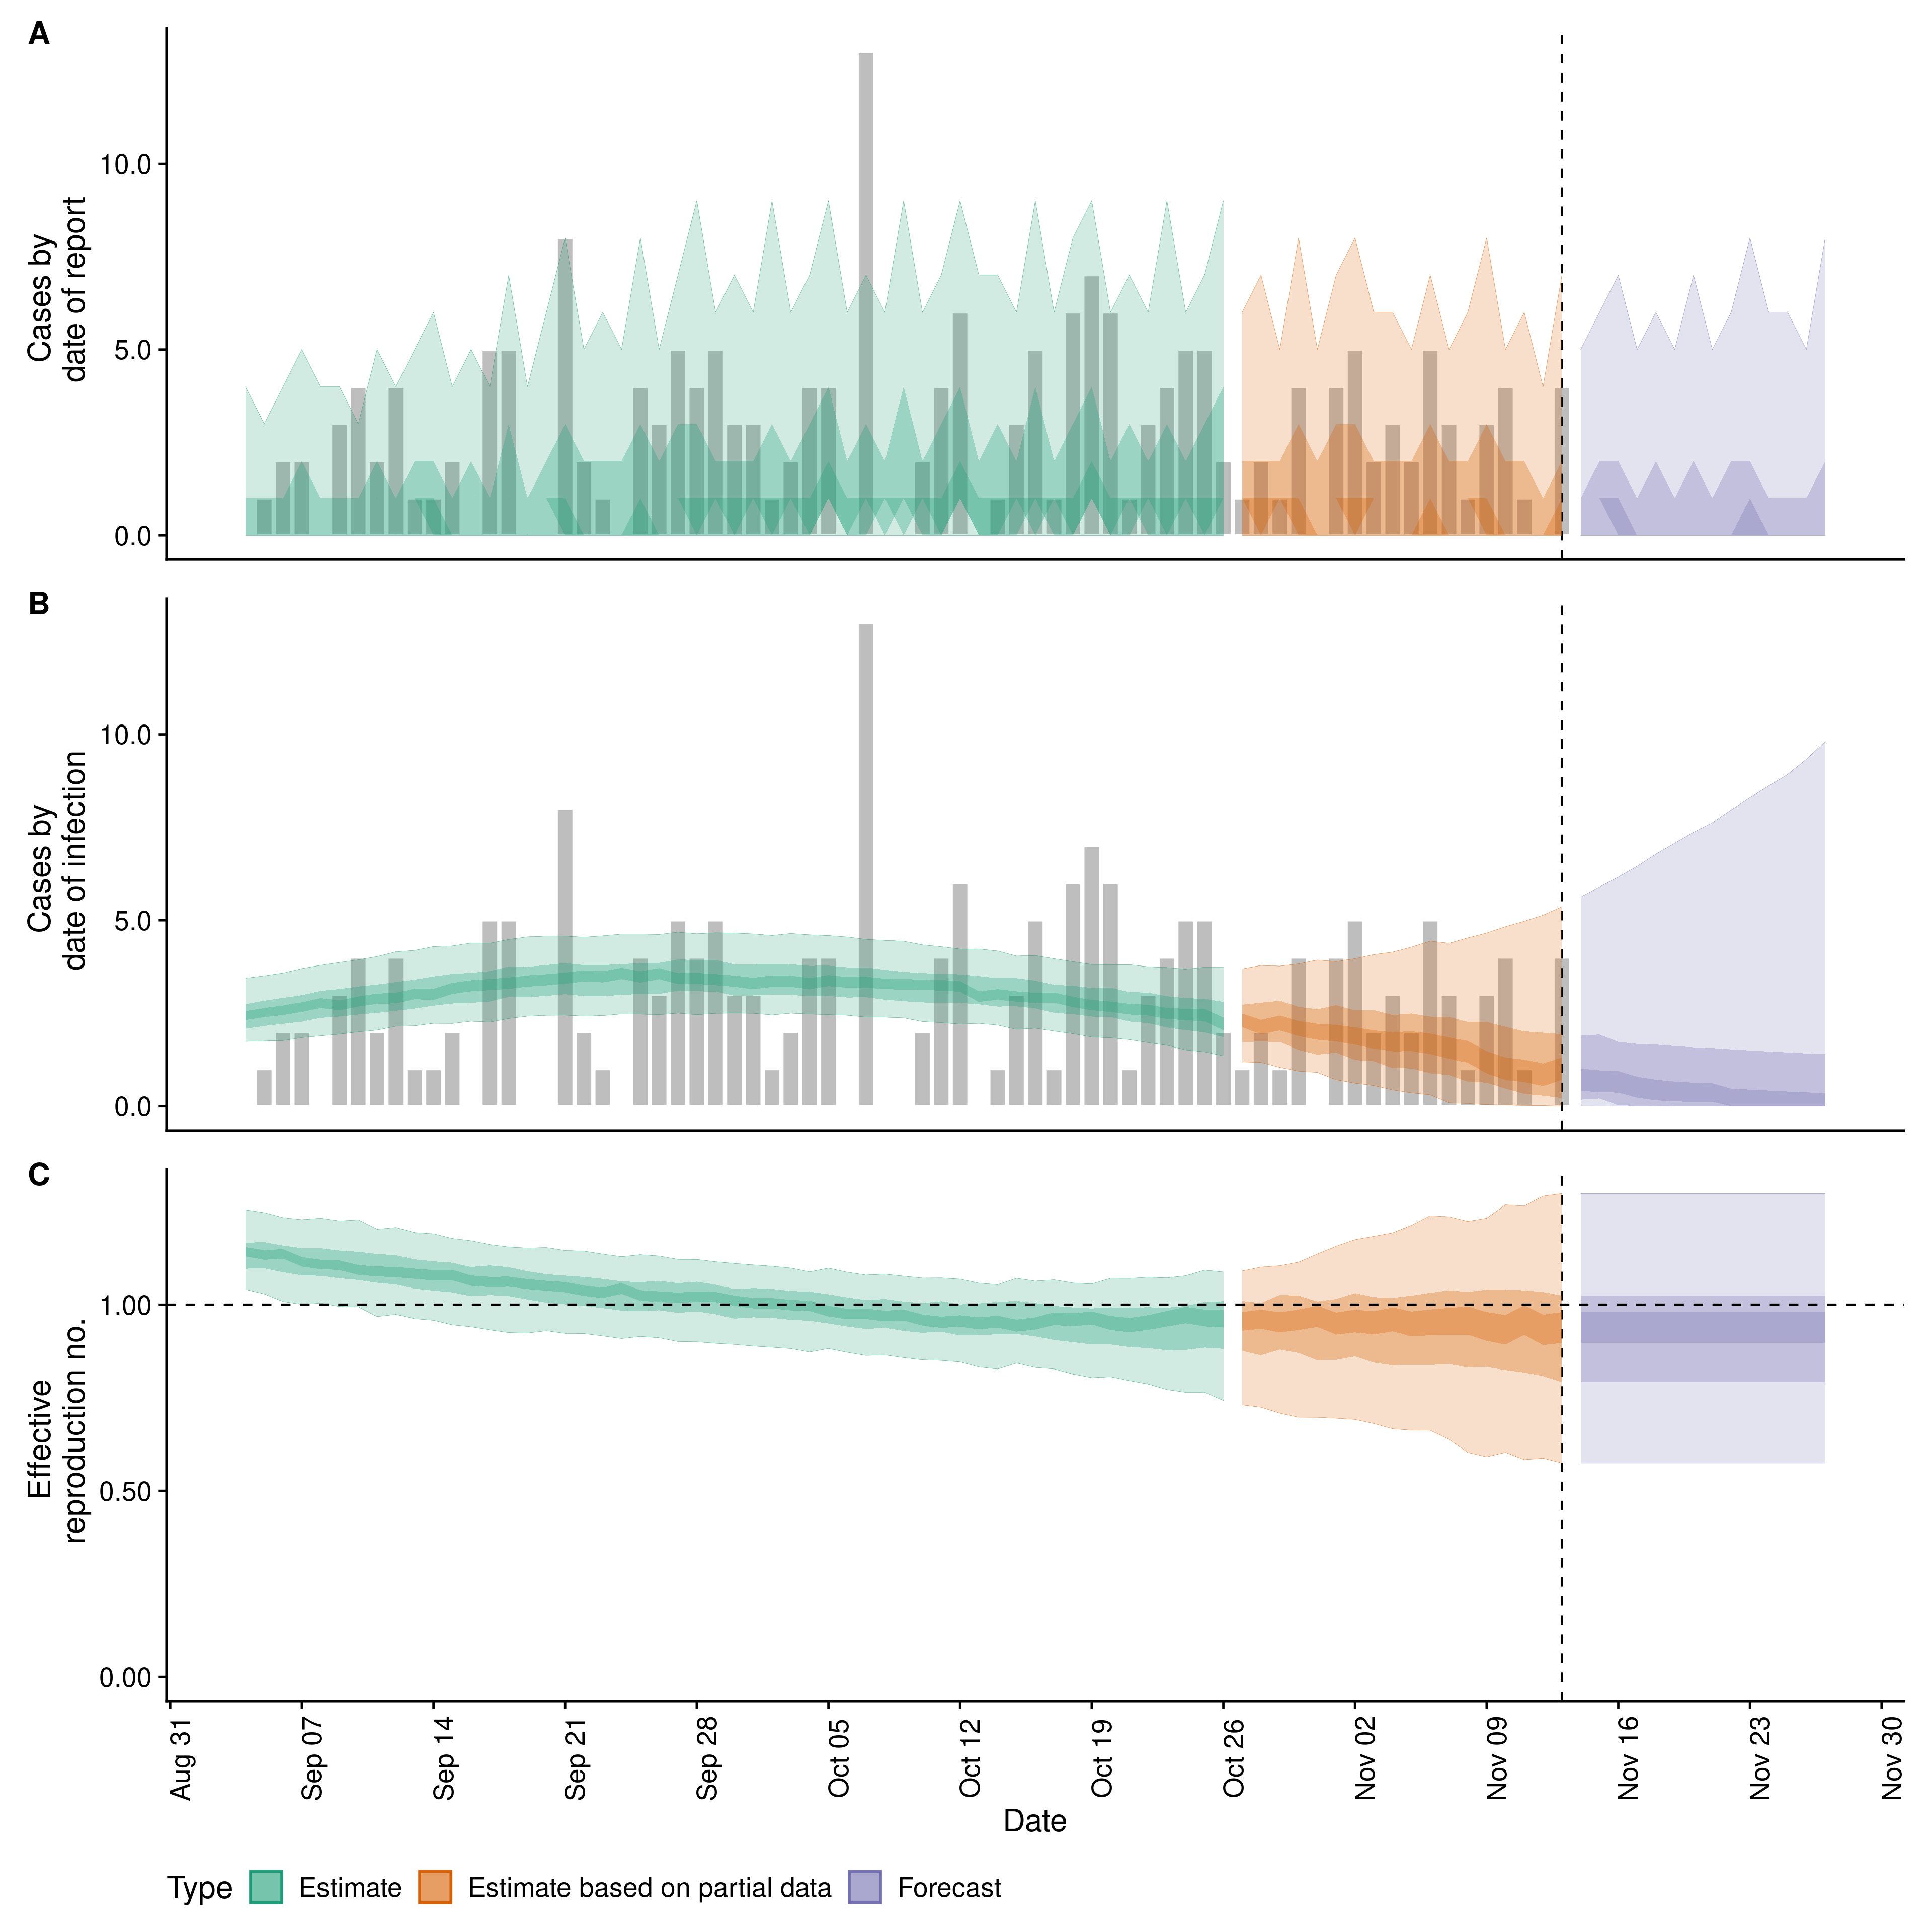 A
Cases by
date of report
10.0
5.0
0.0
B
Cases by
date of infection
10.0
5.0
0.0
C
Effective
reproduction no.
1.00
0.50
0.00
Aug 31
Sep 07
Sep 14
Sep 21
Sep 28
Oct 05
Oct 12
Oct 19
Oct 26
Nov 02
Nov 09
Nov 16
Nov 23
Nov 30
Date
Type Estimate Estimate based on partial data Forecast